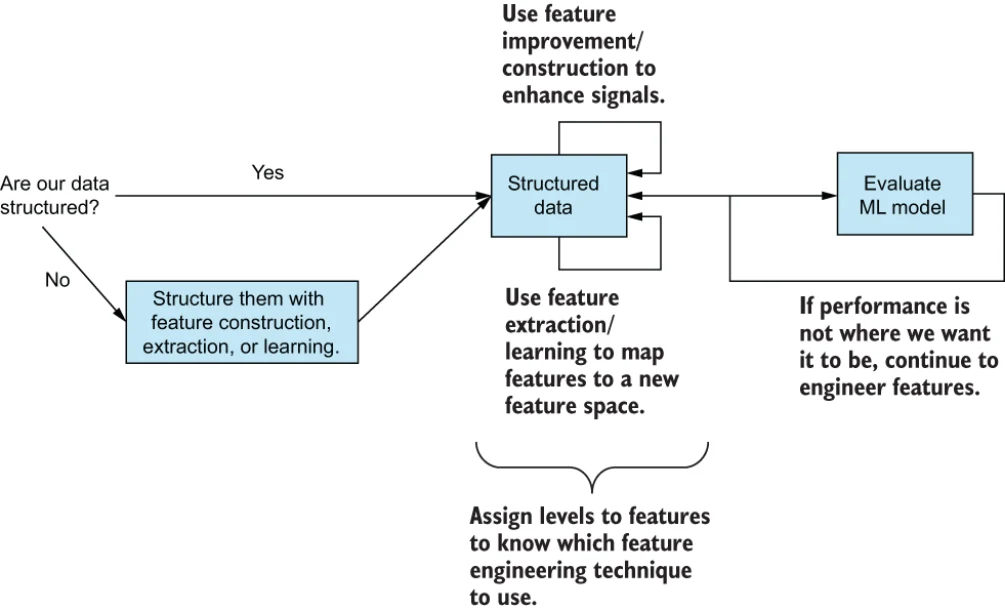 Use feature
improvement/
construction to
enhance signals.
Are our data
structured?
Yes
No
Structure them with
feature construction,
extraction, or learning.
Structured
data
Evaluate
ML model
Use feature
extraction/
learning to map
features to a new
feature space.
If performance is
not where we want
it to be, continue to
engineer features.
Assign levels to features
to know which feature
engineering technique
to use.